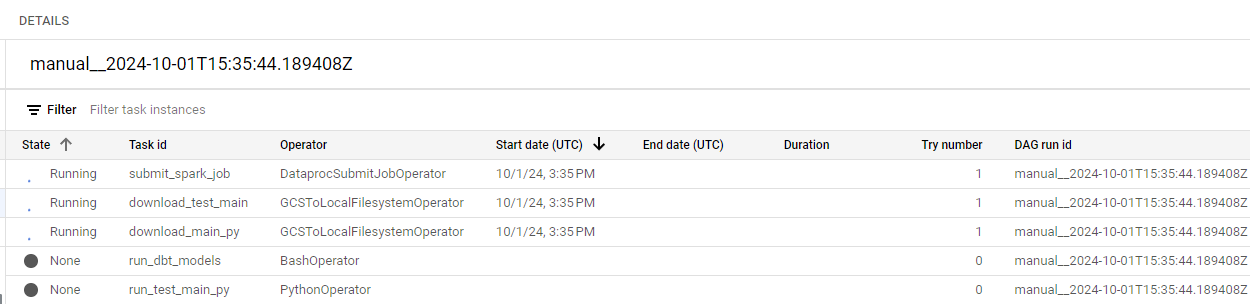 DETAILS
manual__2024-10-01T15:35:44.189408Z
Filter Filter task instances
State Task id Operator Start date (UTC) End date (UTC) Duration Try number DAG run id
Running submit_spark_job DataprocSubmitJobOperator 10/1/24, 3:35 PM 1 manual__2024-10-01T15:35:44.189408Z
Running download_test_main GCSToLocalFilesystemOperator 10/1/24, 3:35 PM 1 manual__2024-10-01T15:35:44.189408Z
Running download_main_py GCSToLocalFilesystemOperator 10/1/24, 3:35 PM 1 manual__2024-10-01T15:35:44.189408Z
None run_dbt_models BashOperator 0 manual__2024-10-01T15:35:44.189408Z
None run_test_main_py PythonOperator 0 manual__2024-10-01T15:35:44.189408Z